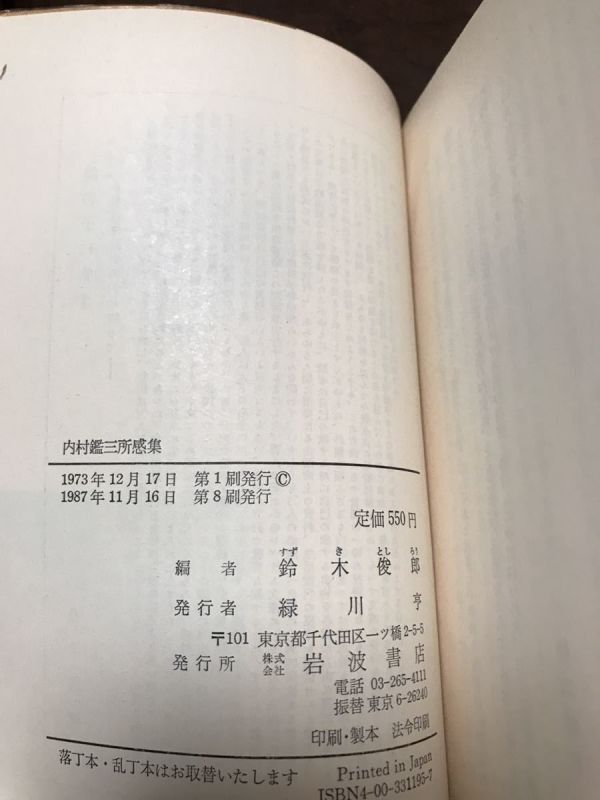 内村鑑三所感集
1973年12月17日 第1刷発行©
1987年11月16日 第8刷発行
定価550円
すず き とし ろう
編者 鈴木俊郎
発行者 緑川亨
〒101 東京都千代田区一ツ橋2-5-5
発行所 株式会社 岩波書店
電話 03-265-4111
振替東京 6-26240
印刷・製本 法令印刷
落丁本・乱丁本はお取替いたします
Printed in Japan
ISBN4-00-331195-7